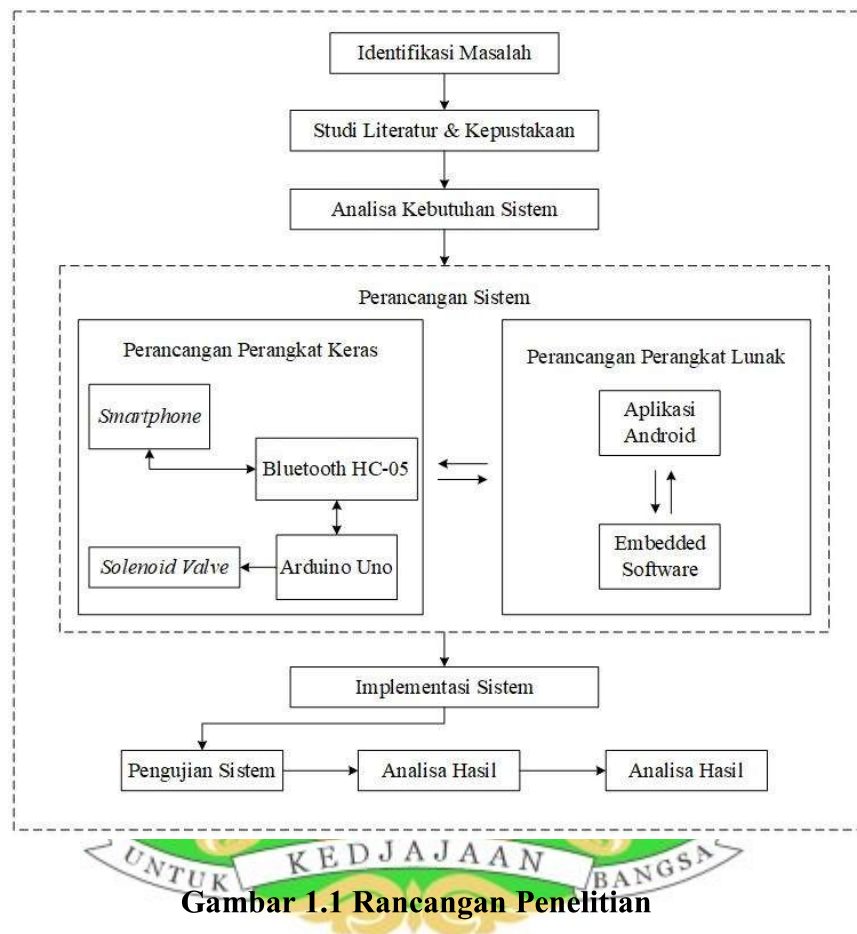 Identifikasi Masalah
Studi Literatur & Kepustakaan
Analisa Kebutuhan Sistem
Perancangan Sistem
Perancangan Perangkat Keras
Smartphone
Bluetooth HC-05
Solenoid Valve
Arduino Uno
Perancangan Perangkat Lunak
Aplikasi
Android
Embedded
Software
Implementasi Sistem
Pengujian Sistem
Analisa Hasil
Analisa Hasil
UNTUK KEDJAJAAN BANGSA
Gambar 1.1 Rancangan Penelitian